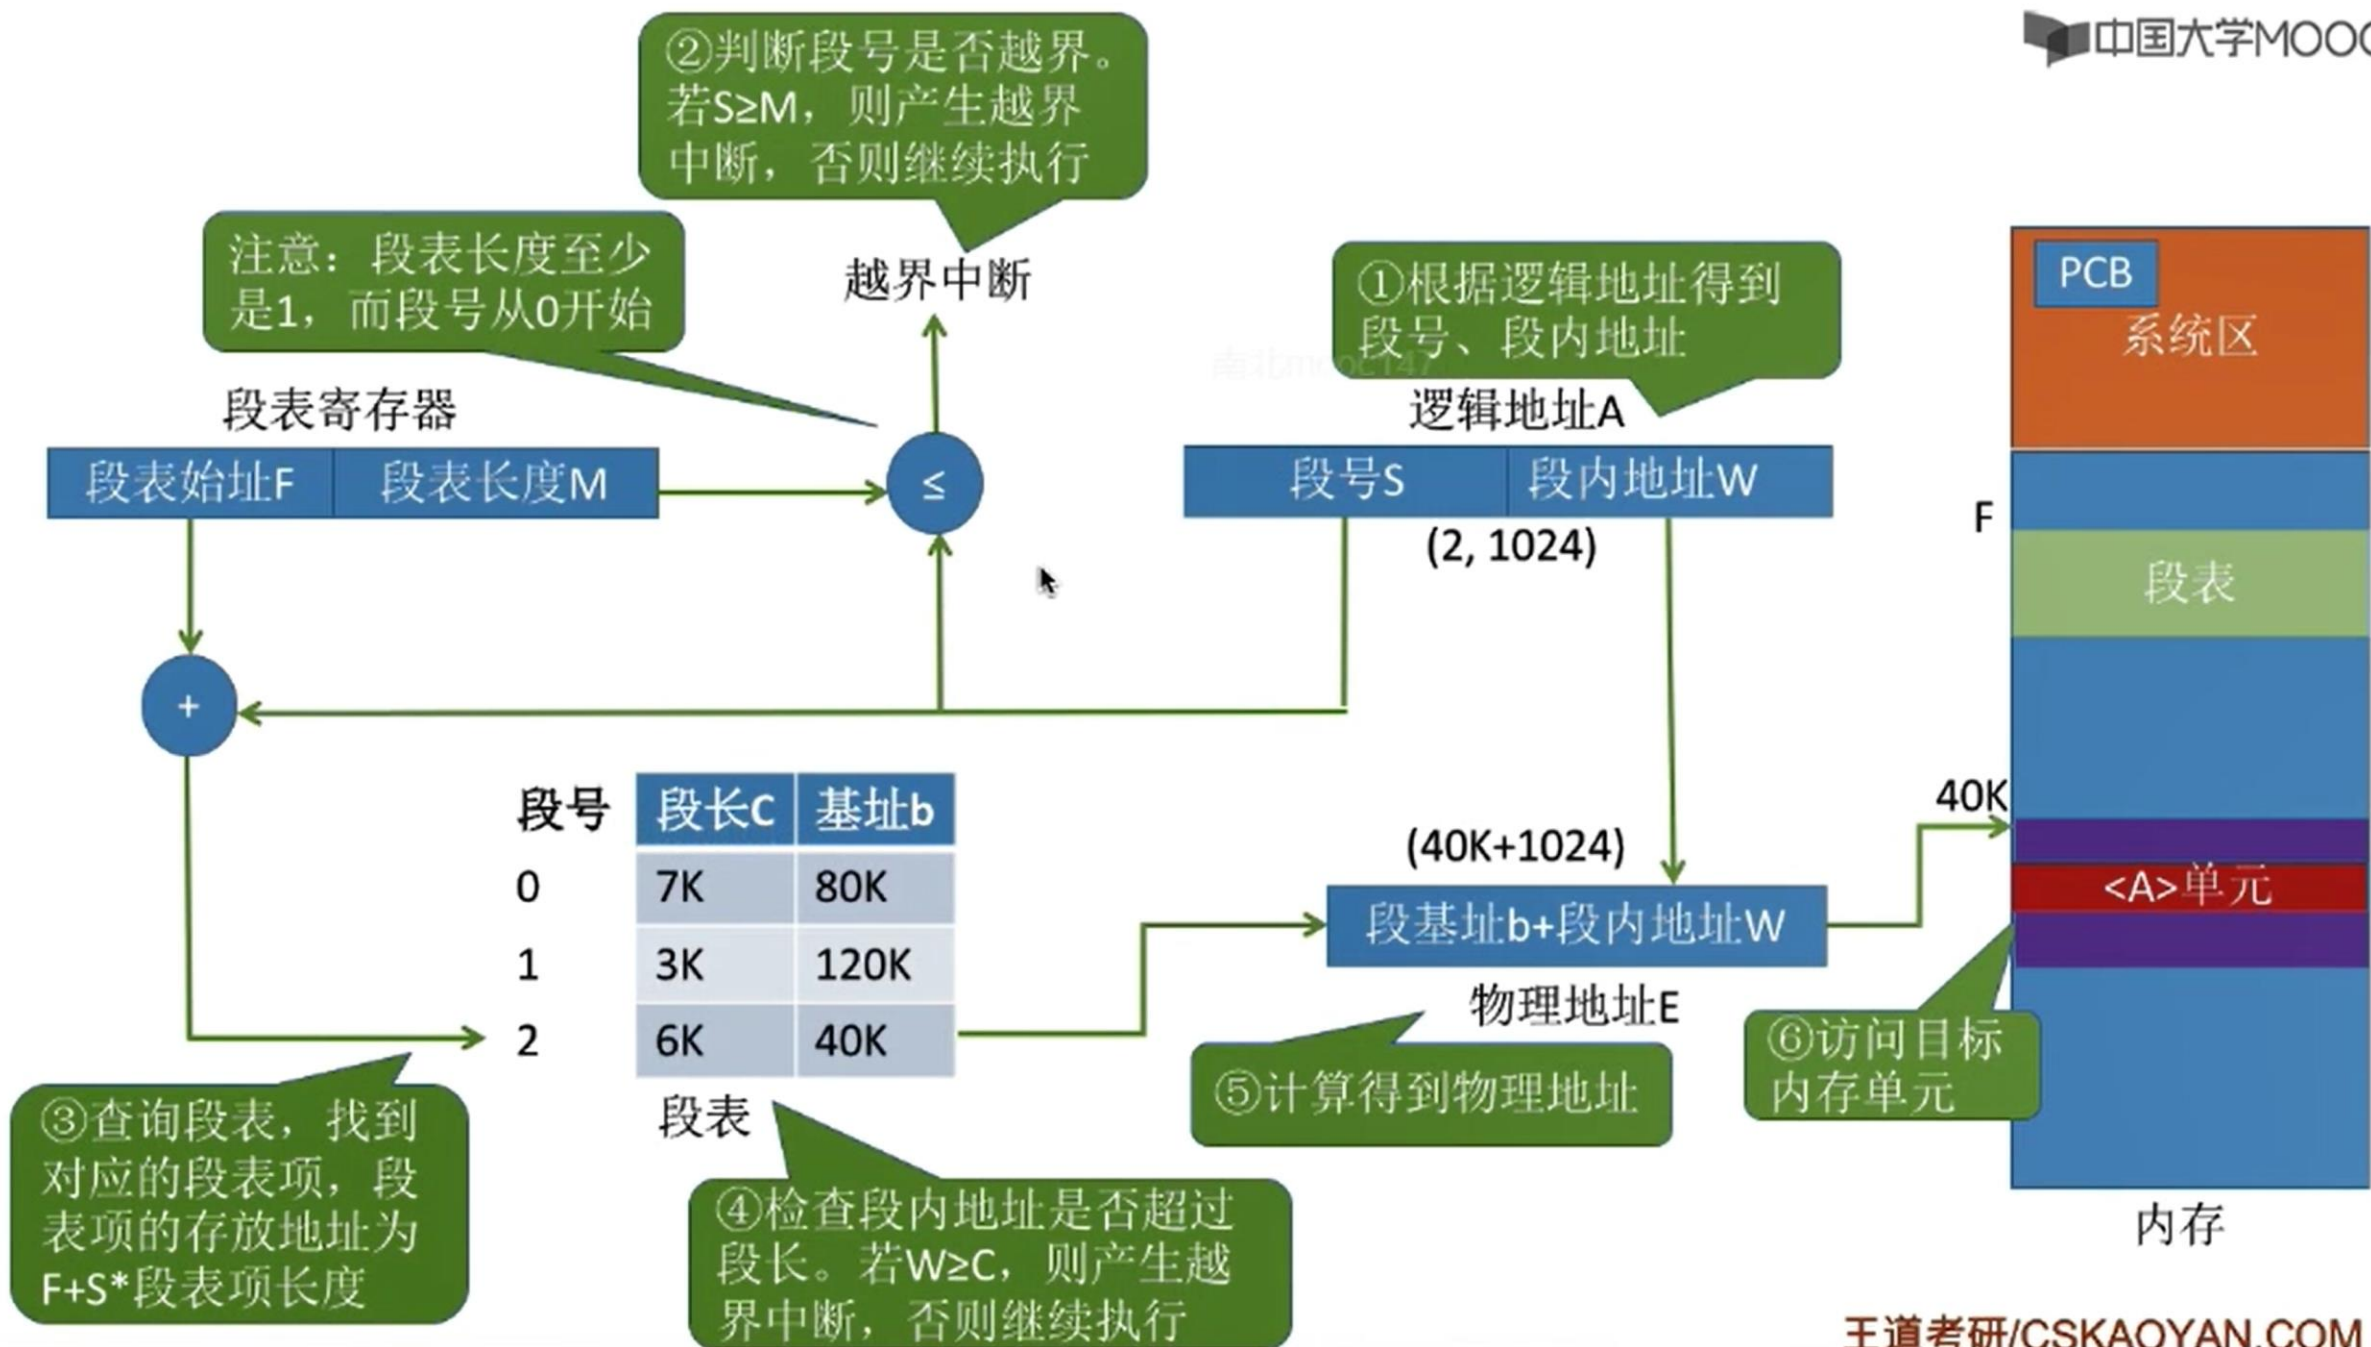 中国大学MOOC
②判断段号是否越界。
若S≥M，则产生越界
中断，否则继续执行
注意：段表长度至少
是1，而段号从0开始
越界中断
①根据逻辑地址得到
段号、段内地址
南北mooc147
PCB
系统区
段表寄存器
逻辑地址A
段表始址F 段表长度M
≤
段号S 段内地址W
(2, 1024)
F
段表
+
40K
段号 段长C 基址b
0 7K 80K
1 3K 120K
2 6K 40K
段表
(40K+1024)
段基址b+段内地址W
物理地址E
<A>单元
③查询段表，找到
对应的段表项，段
表项的存放地址为
F+S*段表项长度
④检查段内地址是否超过
段长。若W≥C，则产生越
界中断，否则继续执行
⑤计算得到物理地址
⑥访问目标
内存单元
内存
王道考研/CSKAOYAN.COM